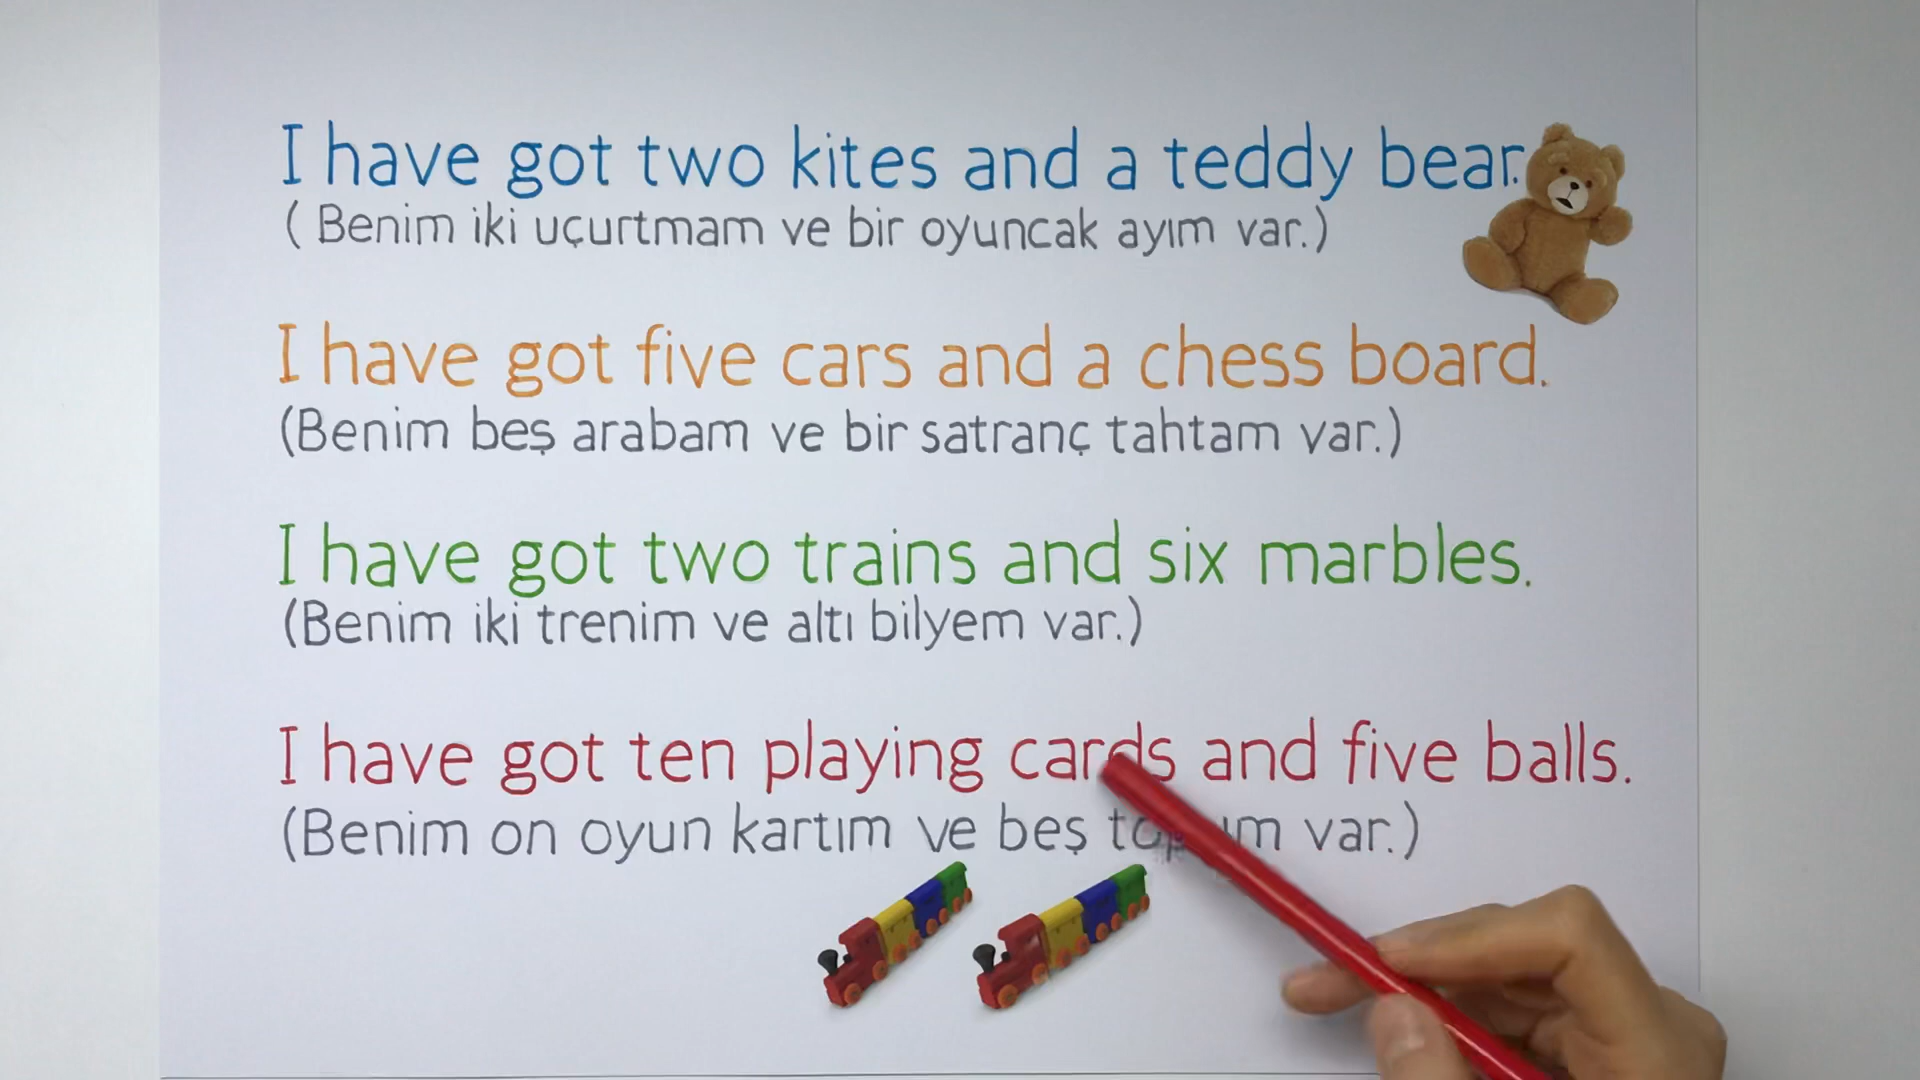 I have got two kites and a teddy bear.
( Benim iki uçurtmam ve bir oyuncak ayım var.)
I have got five cars and a chess board.
(Benim beş arabam ve bir satranç tahtam var.)
I have got two trains and six marbles.
(Benim iki trenim ve altı bilyem var.)
I have got ten playing cards and five balls.
(Benim on oyun kartım ve beş var.)